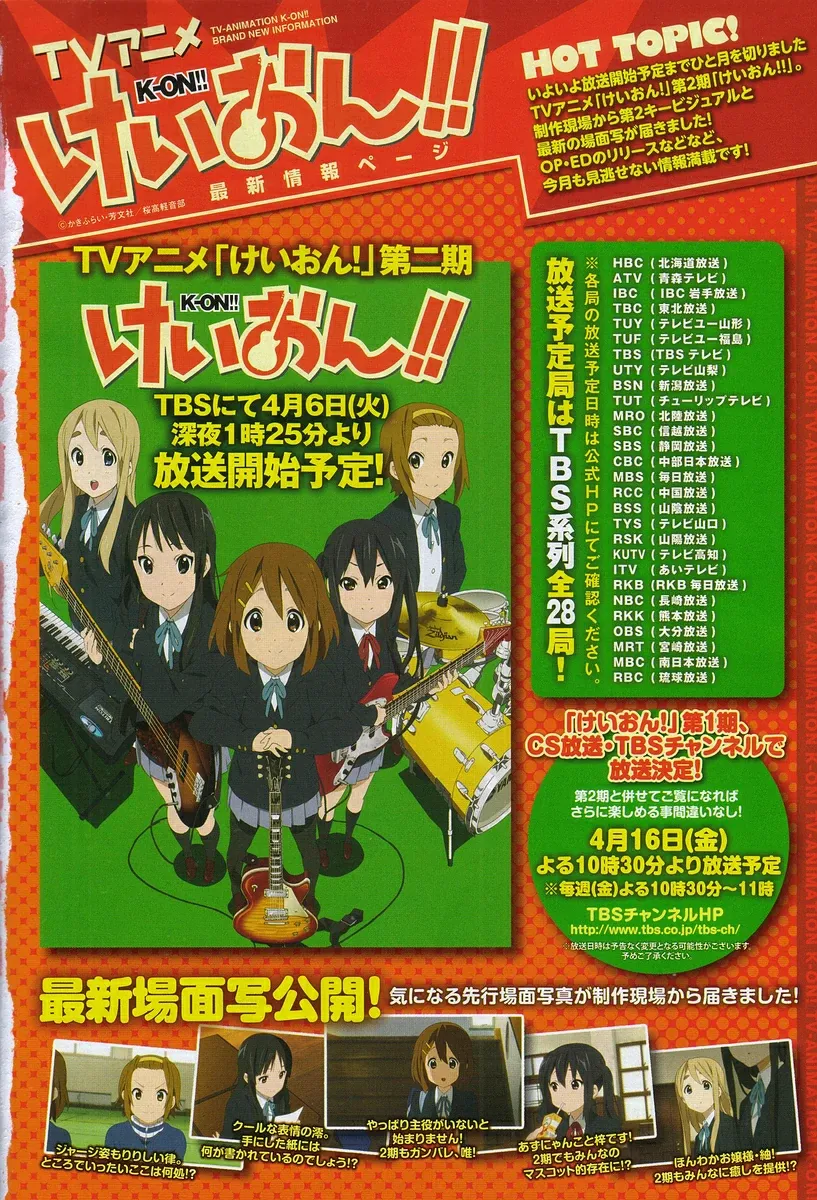 TVアニメ
TV-ANIMATION K-ON!!
BRAND NEW INFORMATION
K-ON!!
けいおん!!
最新情報ページ
©かきふらい・芳文社/桜高軽音部
HOT TOPIC!
いよいよ放送開始予定までひと月を切りました
TVアニメ「けいおん!」第2期「けいおん!!」。
制作現場から第2キービジュアルと
最新の場面写が届きました!
OP・EDのリリースなどなど、
今月も見逃せない情報満載です!
TVアニメ「けいおん!」第二期
K-ON!!
けいおん!!
TBSにて4月6日(火)
深夜1時25分より
放送開始予定!
Zildjian
放送予定局はTBS系列全28局!
※各局の放送予定日時は公式HPにてご確認ください。
HBC (北海道放送)
ATV (青森テレビ)
IBC (IBC岩手放送)
TBC (東北放送)
TUY (テレビユー山形)
TUF (テレビユー福島)
TBS (TBSテレビ)
UTY (テレビ山梨)
BSN (新潟放送)
TUT (チューリップテレビ)
MRO (北陸放送)
SBC (信越放送)
SBS (静岡放送)
CBC (中部日本放送)
MBS (毎日放送)
RCC (中国放送)
BSS (山陰放送)
TYS (テレビ山口)
RSK (山陽放送)
KUTV (テレビ高知)
ITV (あいテレビ)
RKB (RKB毎日放送)
NBC (長崎放送)
RKK (熊本放送)
OBS (大分放送)
MRT (宮崎放送)
MBC (南日本放送)
RBC (琉球放送)
「けいおん!」第1期、
CS放送・TBSチャンネルで
放送決定!
第2期と併せてご覧になれば
さらに楽しめる事間違いなし!
4月16日(金)
よる10時30分より放送予定
※毎週(金)よる10時30分〜11時
TBSチャンネルHP
http://www.tbs.co.jp/tbs-ch/
※放送日時は予告なく変更となる可能性がございます。
予めご了承ください。
最新場面写公開!
気になる先行場面写真が制作現場から届きました!
ジャージ姿もりりしい律。
ところでいったいここは何処!?
クールな表情の澪。
手にした紙には
何が書かれているのでしょう!?
やっぱり主役がいないと
始まりません!
2期もガンバレ、唯!
あずにゃんこと梓です!
2期でもみんなの
マスコット的存在に!?
ほんわかお嬢様・紬!
2期もみんなに癒しを提供!?